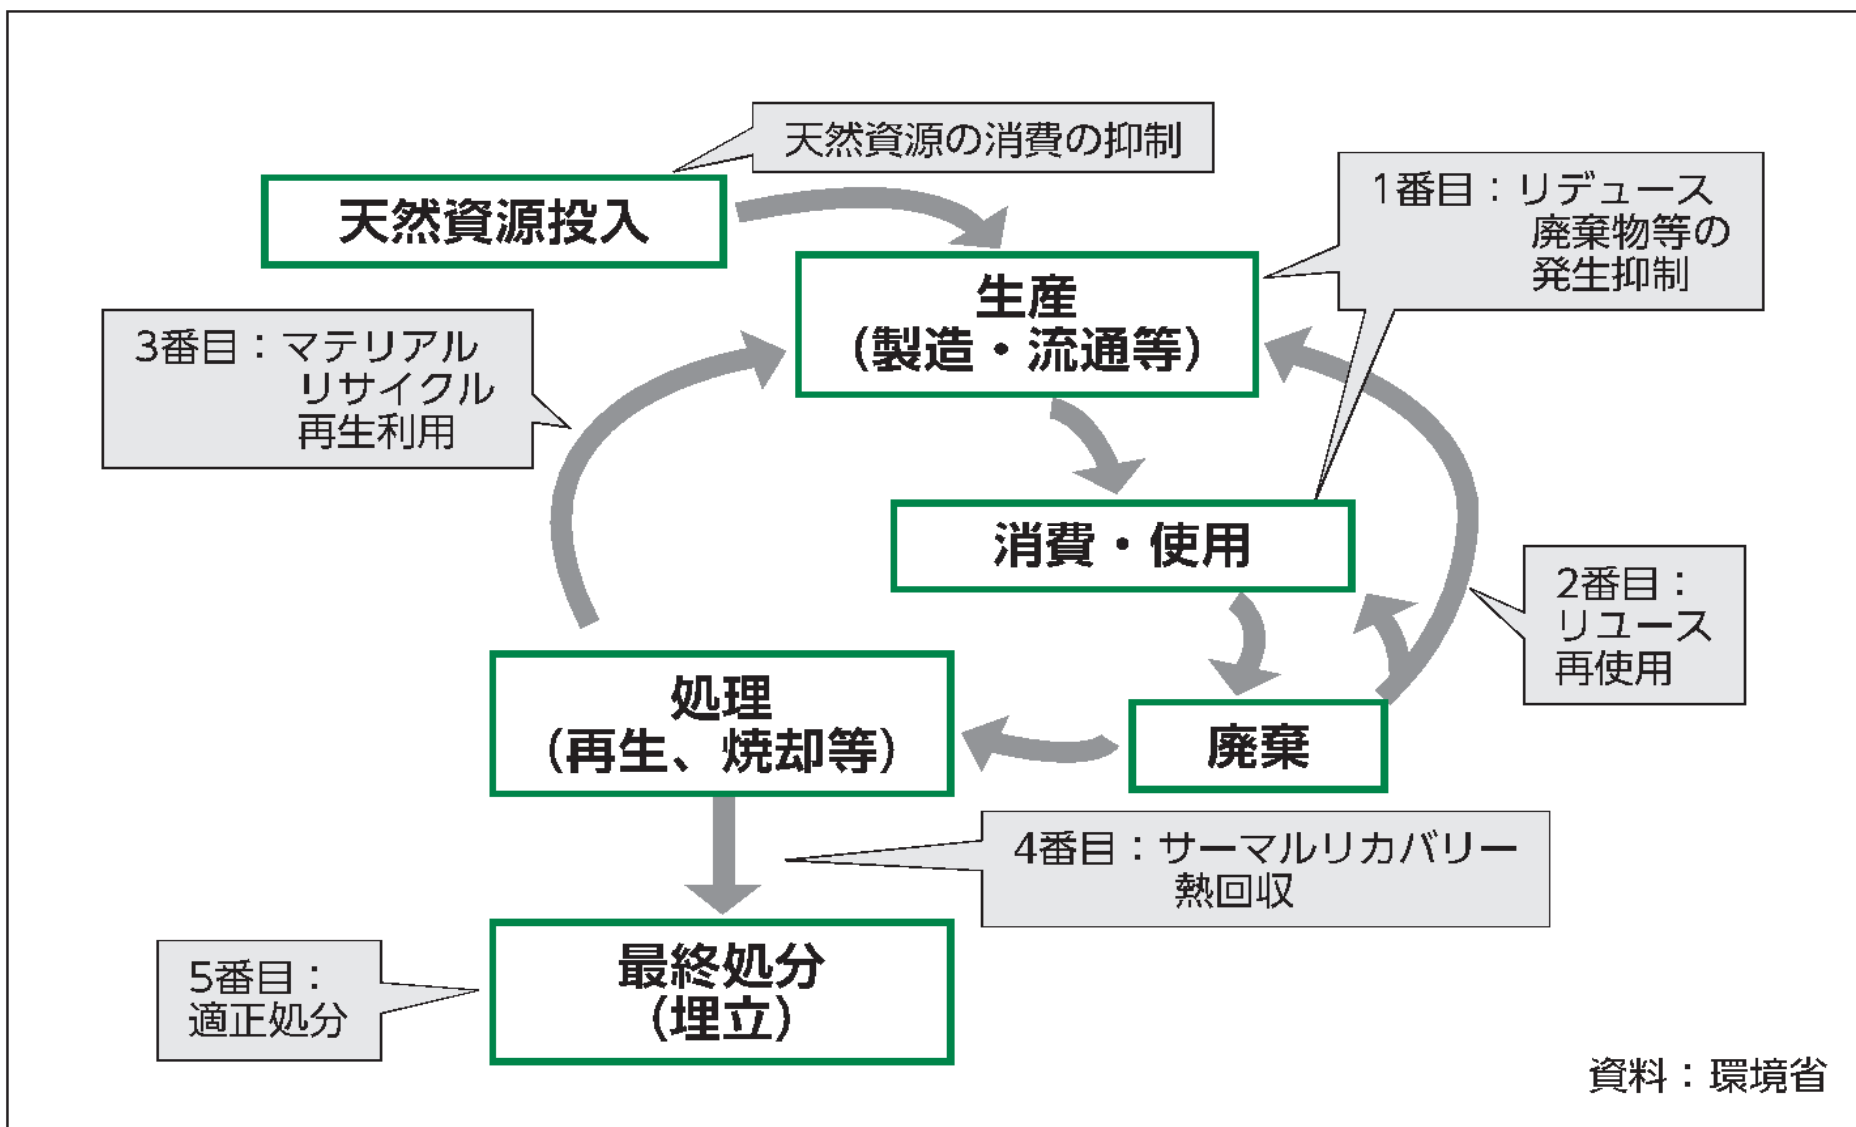 天然資源の消費の抑制
天然資源投入
1番目：リデュース
廃棄物等の
発生抑制
生産
（製造・流通等）
3番目：マテリアル
リサイクル
再生利用
消費・使用
2番目：
リユース
再使用
処理
（再生、焼却等）
廃棄
4番目：サーマルリカバリー
熱回収
最終処分
（埋立）
5番目：
適正処分
資料：環境省